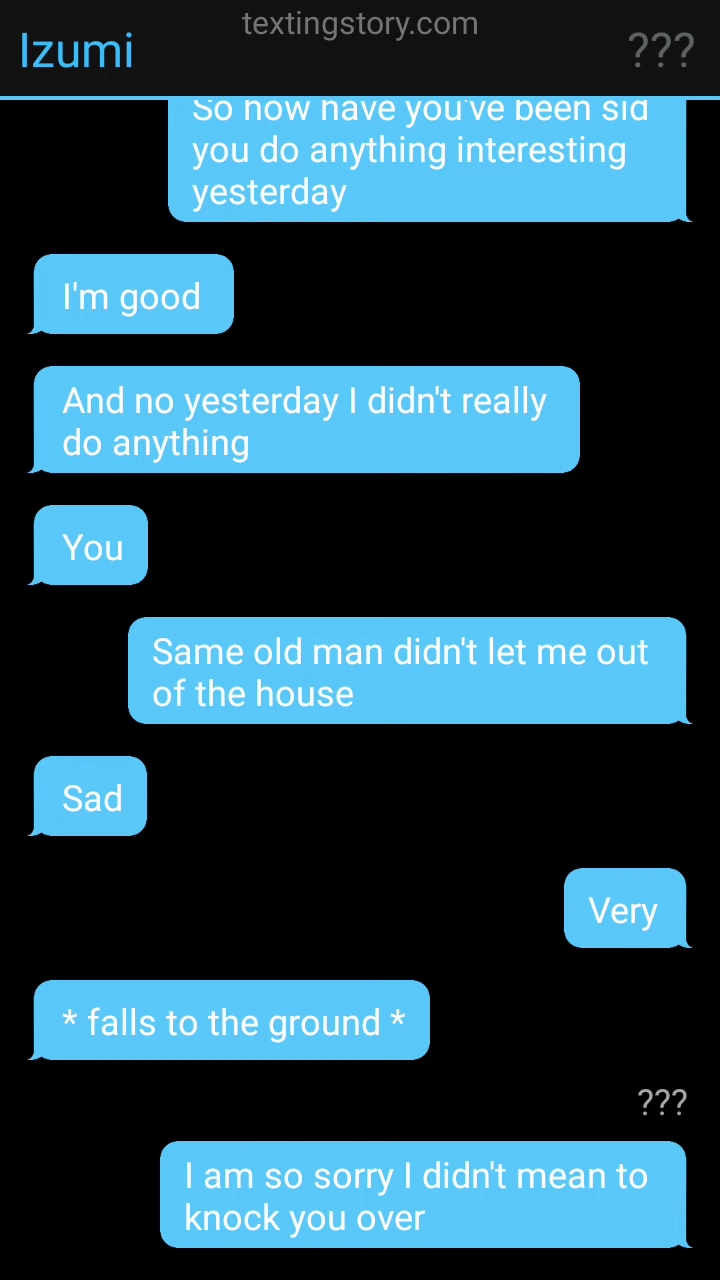 textingstory.com
Izumi
???
So how have you've been sid
you do anything interesting
yesterday
I'm good
And no yesterday I didn't really
do anything
You
Same old man didn't let me out
of the house
Sad
Very
* falls to the ground *
???
I am so sorry I didn't mean to
knock you over